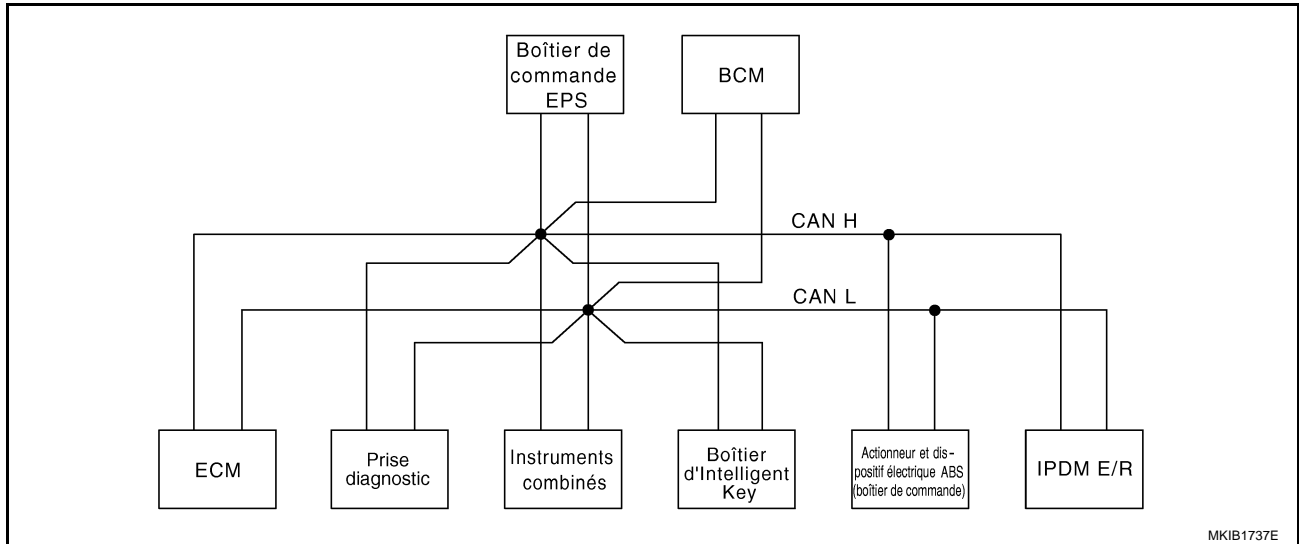 Boîtier de
commande
EPS
BCM
CAN H
CAN L
ECM
Prise
diagnostic
Instruments
combinés
Boîtier
d'Intelligent
Key
Actionneur et dis-
positif électrique ABS
(boîtier de commande)
IPDM E/R
MKIB1737E